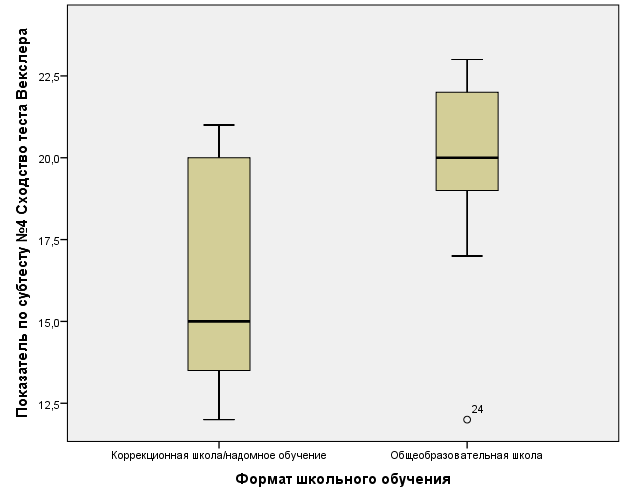 Показатель по субтесту №4 Сходство теста Векслера
22,5
20,0
17,5
15,0
12,5
24
Коррекционная школа/надомное обучение
Общеобразовательная школа
Формат школьного обучения